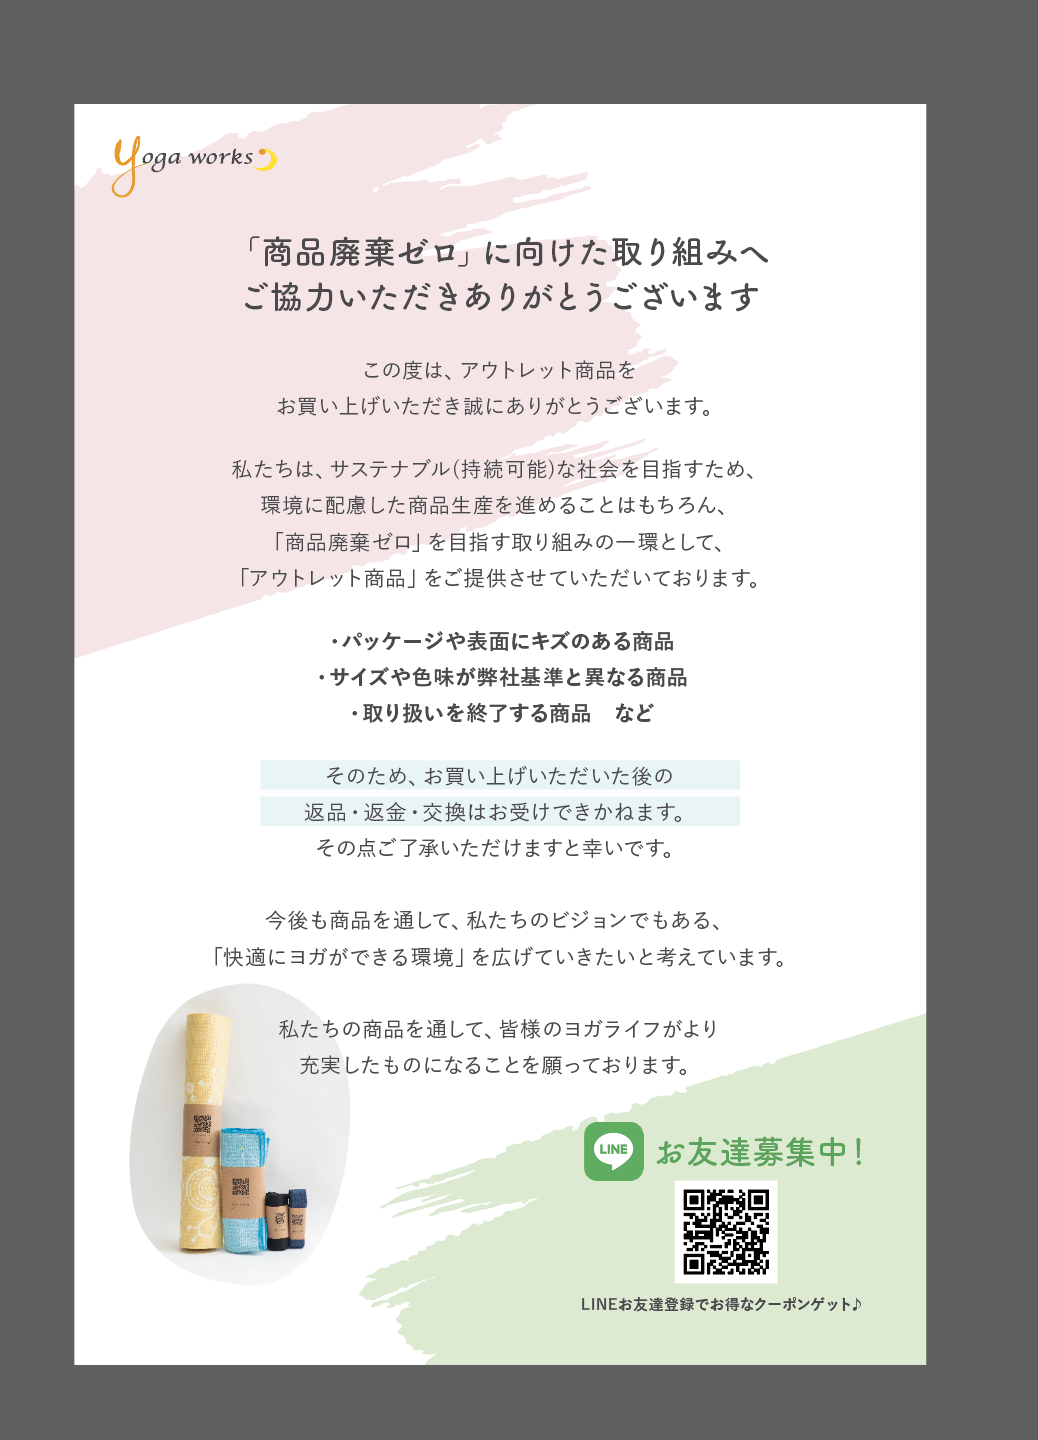 Yoga works
「商品廃棄ゼロ」に向けた取り組みへ
ご協力いただきありがとうございます
この度は、アウトレット商品を
お買い上げいただき誠にありがとうございます。
私たちは、サステナブル(持続可能)な社会を目指すため、
環境に配慮した商品生産を進めることはもちろん、
「商品廃棄ゼロ」を目指す取り組みの一環として、
「アウトレット商品」をご提供させていただいております。
・パッケージや表面にキズのある商品
・サイズや色味が弊社基準と異なる商品
・取り扱いを終了する商品　など
そのため、お買い上げいただいた後の
返品・返金・交換はお受けできかねます。
その点ご了承いただけますと幸いです。
今後も商品を通して、私たちのビジョンでもある、
「快適にヨガができる環境」を広げていきたいと考えています。
私たちの商品を通して、皆様のヨガライフがより
充実したものになることを願っております。
LINE
お友達募集中！
LINEお友達登録でお得なクーポンゲット♪